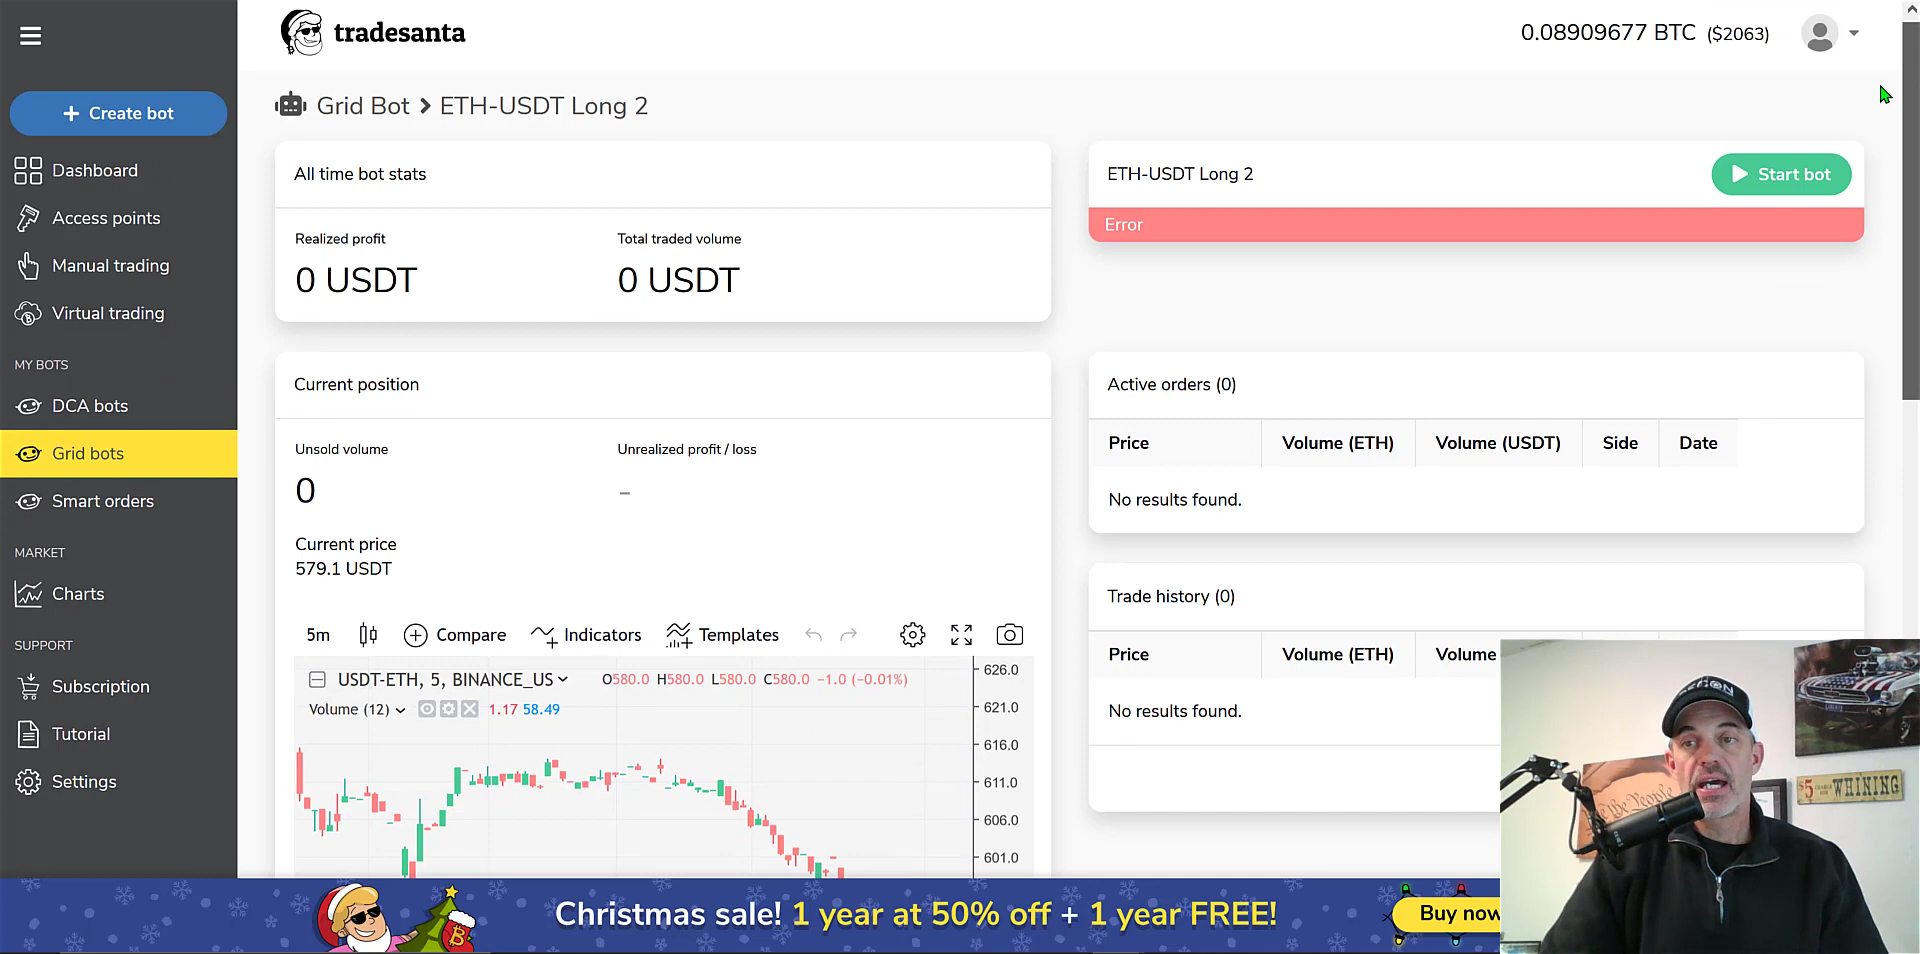 tradesanta
0.08909677 BTC ($2063)
Create bot
Dashboard
Access points
Manual trading
Virtual trading
MY BOTS
DCA bots
Grid bots
Smart orders
MARKET
Charts
SUPPORT
Subscription
Tutorial
Settings
Grid Bot > ETH-USDT Long 2
All time bot stats
Realized profit
0 USDT
Total traded volume
0 USDT
ETH-USDT Long 2
Start bot
Error
Current position
Unsold volume
0
Unrealized profit / loss
–
Current price
579.1 USDT
5m Compare Indicators Templates
USDT-ETH, 5, BINANCE_US O580.0 H580.0 L580.0 C580.0 −1.0 (−0.01%)
Volume (12) 1.17 58.49
626.0
621.0
616.0
611.0
606.0
601.0
Active orders (0)
Price Volume (ETH) Volume (USDT) Side Date
No results found.
Trade history (0)
Price Volume (ETH) Volume
No results found.
We the People
$5 CHARGE FOR WHINING
Christmas sale! 1 year at 50% off + 1 year FREE!
Buy now